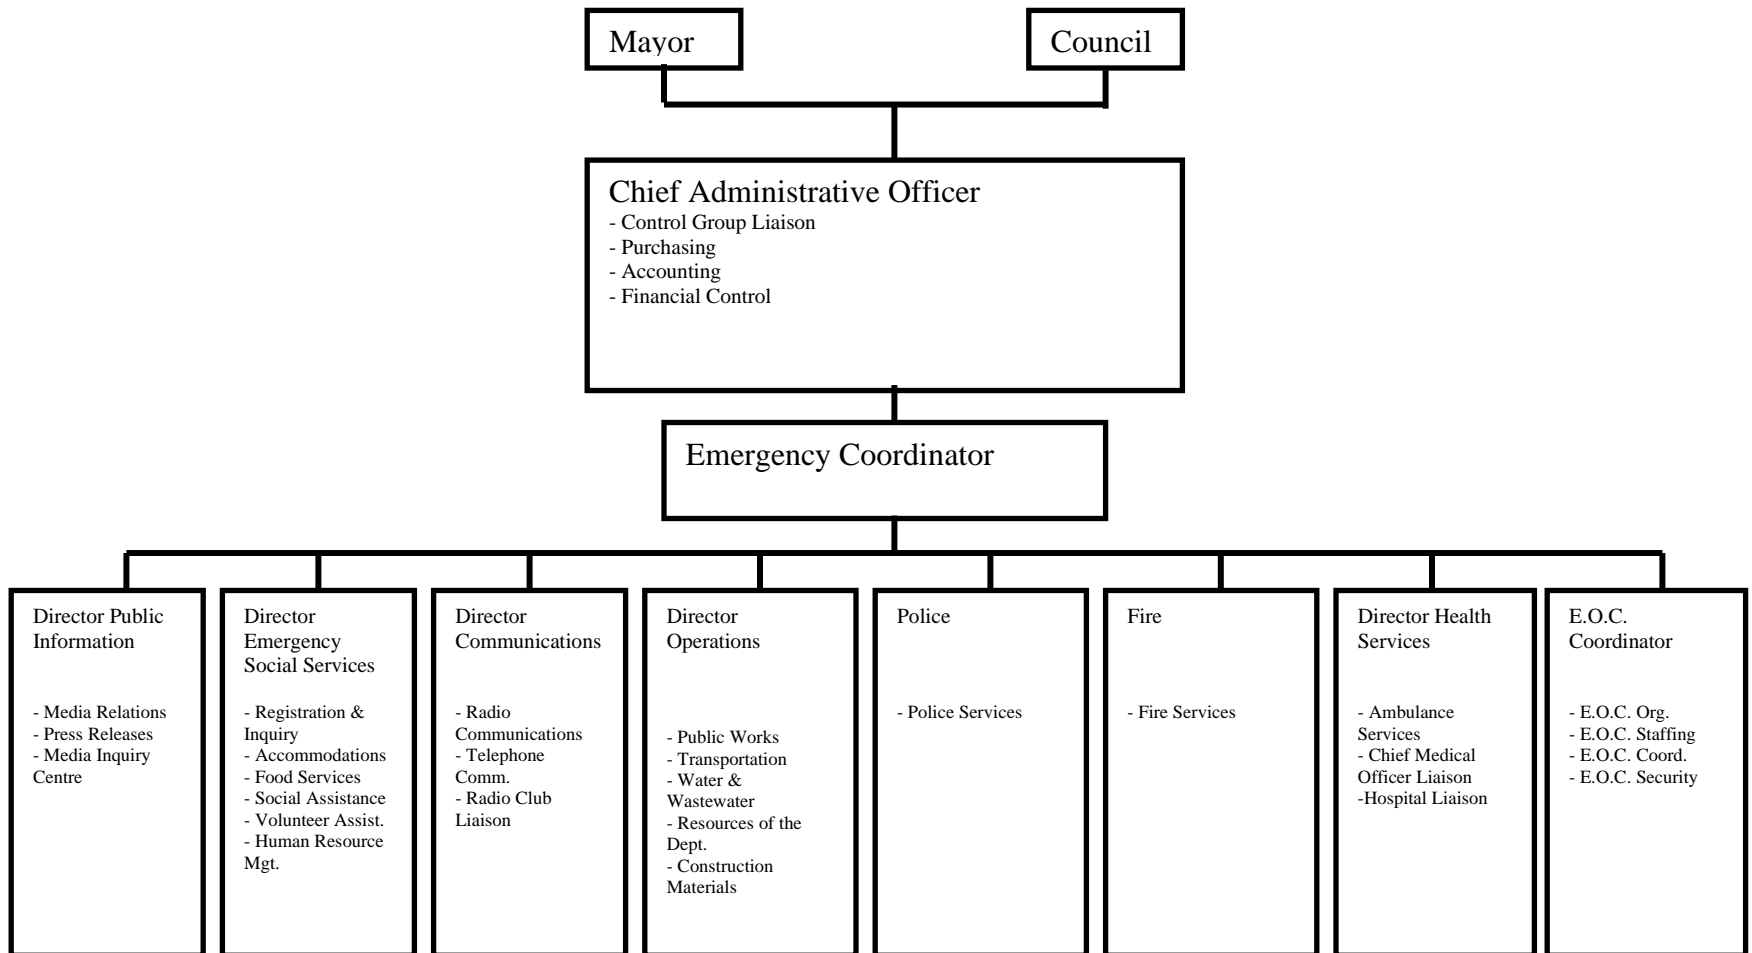 Mayor
Council
Chief Administrative Officer
- Control Group Liaison
- Purchasing
- Accounting
- Financial Control
Emergency Coordinator
Director Public
Information
- Media Relations
- Press Releases
- Media Inquiry
Centre
Director
Emergency
Social Services
- Registration &
Inquiry
- Accommodations
- Food Services
- Social Assistance
- Volunteer Assist.
- Human Resource
Mgt.
Director
Communications
- Radio
Communications
- Telephone
Comm.
- Radio Club
Liaison
Director
Operations
- Public Works
- Transportation
- Water &
Wastewater
- Resources of the
Dept.
- Construction
Materials
Police
- Police Services
Fire
- Fire Services
Director Health
Services
- Ambulance
Services
- Chief Medical
Officer Liaison
-Hospital Liaison
E.O.C.
Coordinator
- E.O.C. Org.
- E.O.C. Staffing
- E.O.C. Coord.
- E.O.C. Security